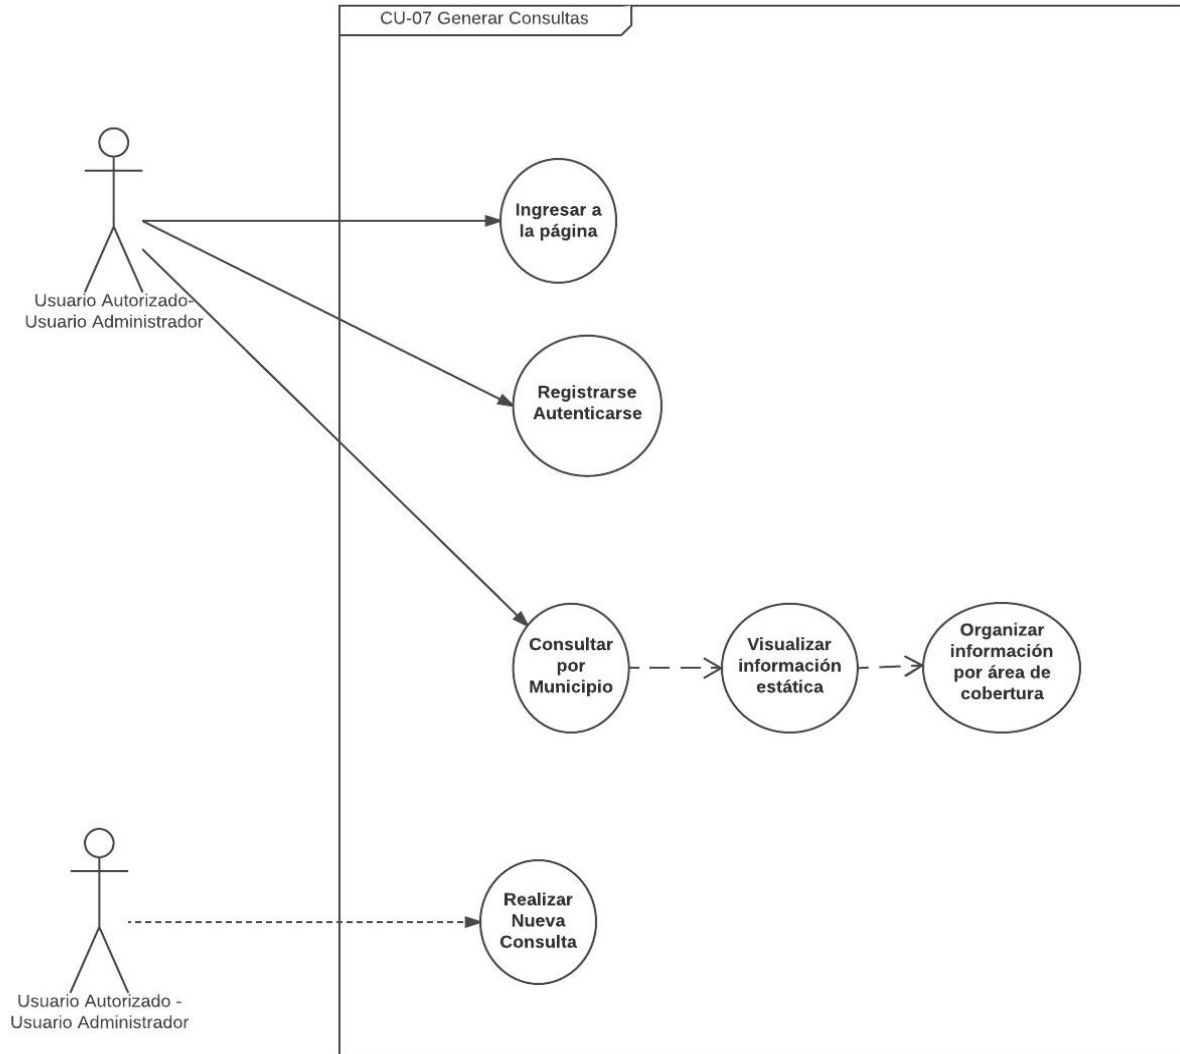 CU-07 Generar Consultas
Ingresar a
la página
Usuario Autorizado-
Usuario Administrador
Registrarse
Autenticarse
Consultar
por
Municipio
Visualizar
información
estática
Organizar
información
por área de
cobertura
Realizar
Nueva
Consulta
Usuario Autorizado -
Usuario Administrador